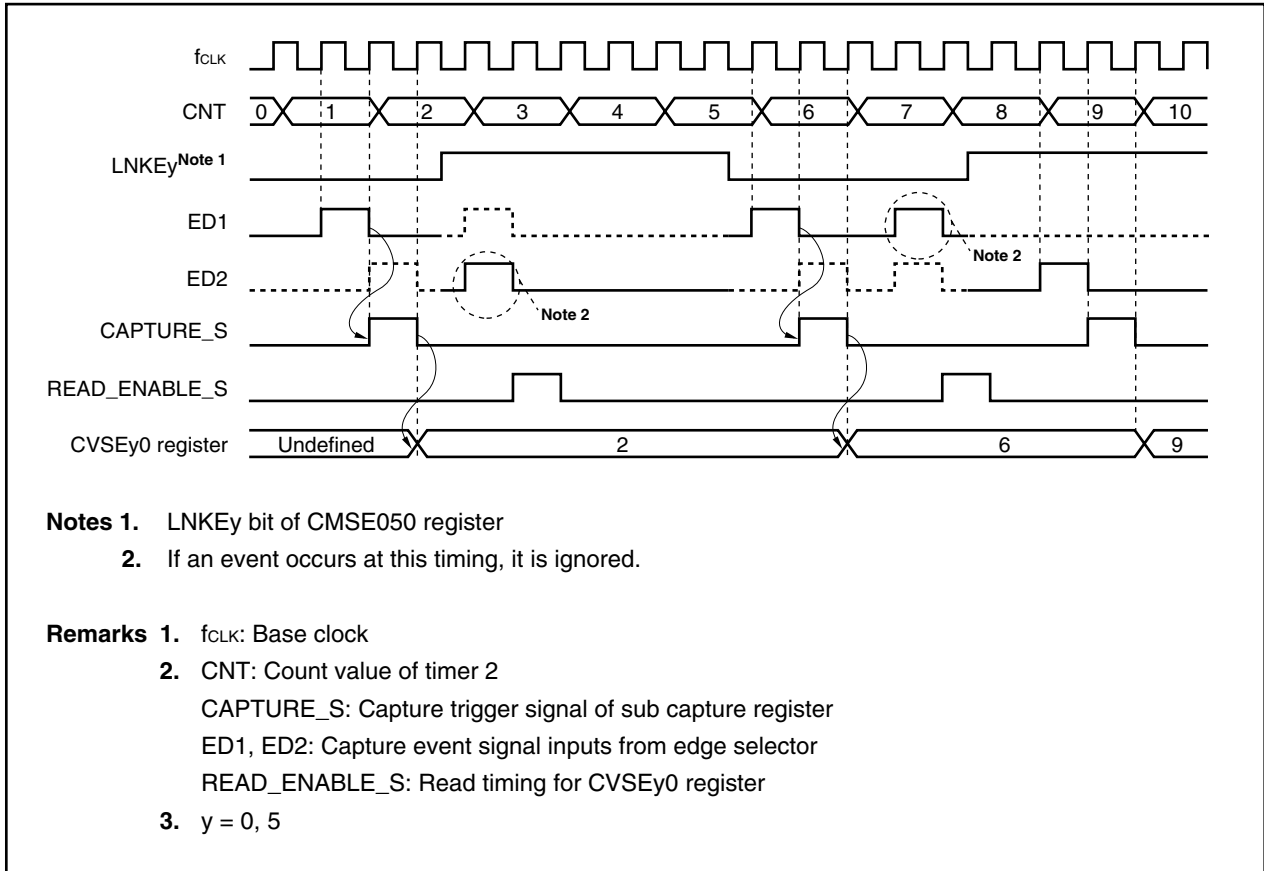 fCLK
CNT 0 1 2 3 4 5 6 7 8 9 10
LNKEyNote 1
ED1
Note 2
ED2
Note 2
CAPTURE_S
READ_ENABLE_S
CVSEy0 register Undefined 2 6 9
Notes 1. LNKEy bit of CMSE050 register
2. If an event occurs at this timing, it is ignored.
Remarks 1. fCLK: Base clock
2. CNT: Count value of timer 2
CAPTURE_S: Capture trigger signal of sub capture register
ED1, ED2: Capture event signal inputs from edge selector
READ_ENABLE_S: Read timing for CVSEy0 register
3. y = 0, 5